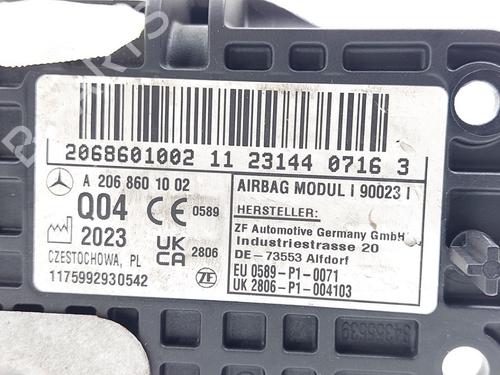 2068601002 11 23144 0716 3
A 206 860 10 02
Q04 CE 0589
2023 UK CA 2806
CZESTOCHOWA, PL
1175992930542 ZF
AIRBAG MODUL I 90023 I
HERSTELLER:
ZF Automotive Germany GmbH
Industriestrasse 20
DE-73553 Alfdorf
EU 0589-P1-0071
UK 2806-P1-004103